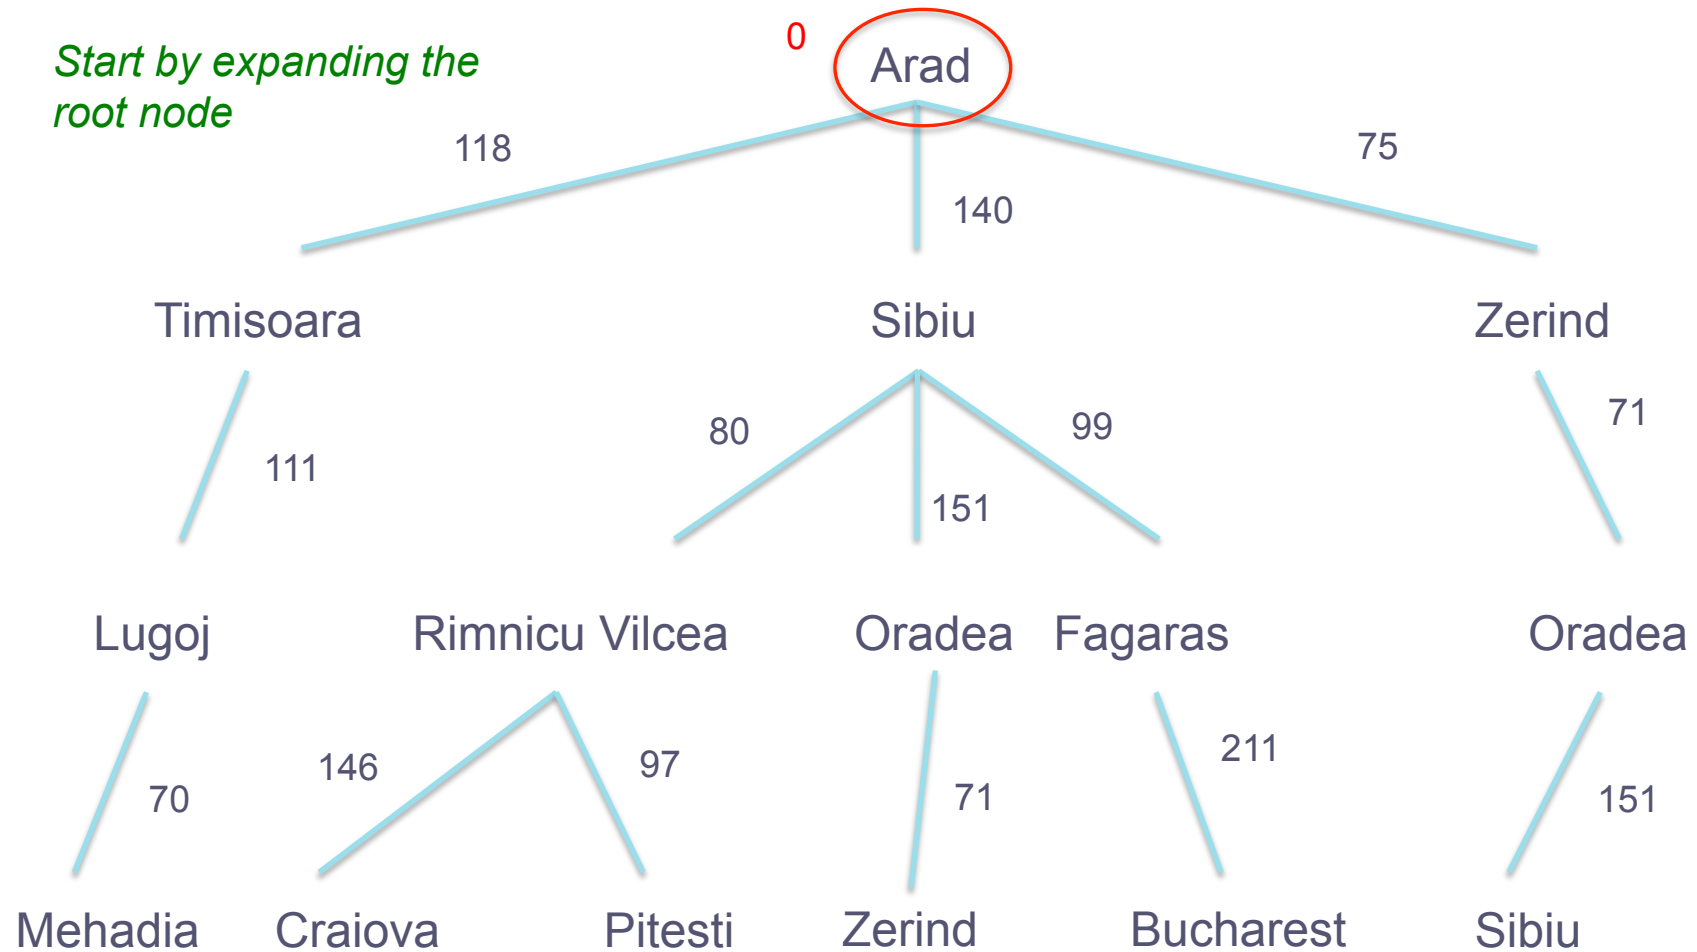 Start by expanding the
root node
0
Arad
118
140
75
Timisoara
Sibiu
Zerind
111
80
151
99
71
Lugoj
Rimnicu Vilcea
Oradea
Fagaras
Oradea
70
146
97
71
211
151
Mehadia
Craiova
Pitesti
Zerind
Bucharest
Sibiu